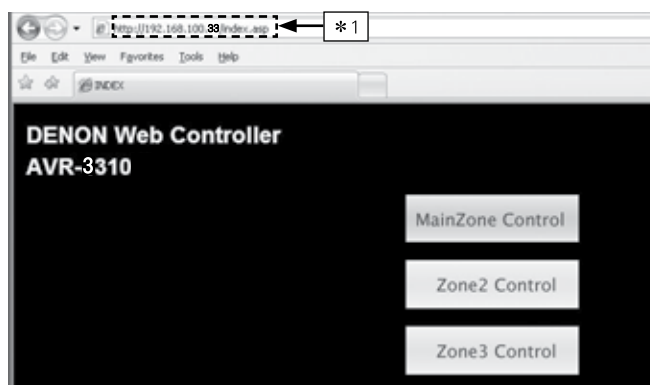 http://192.168.100.33/index.asp
*1
File Edit View Favorites Tools Help
INDEX
DENON Web Controller
AVR-3310
MainZone Control
Zone2 Control
Zone3 Control